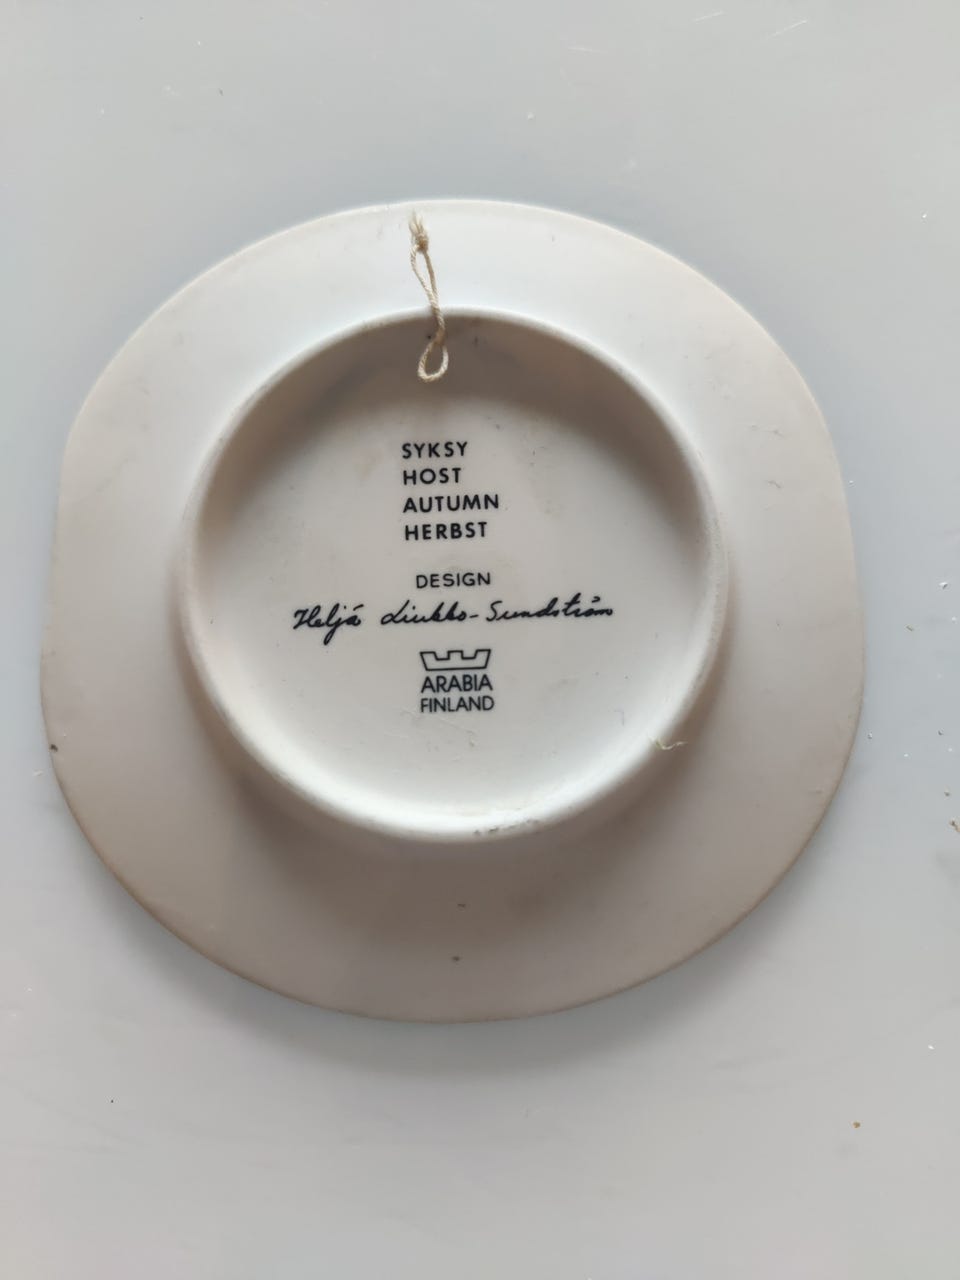 SYKSY
HOST
AUTUMN
HERBST
DESIGN
Heljä Liukko-Sundström
ARABIA
FINLAND